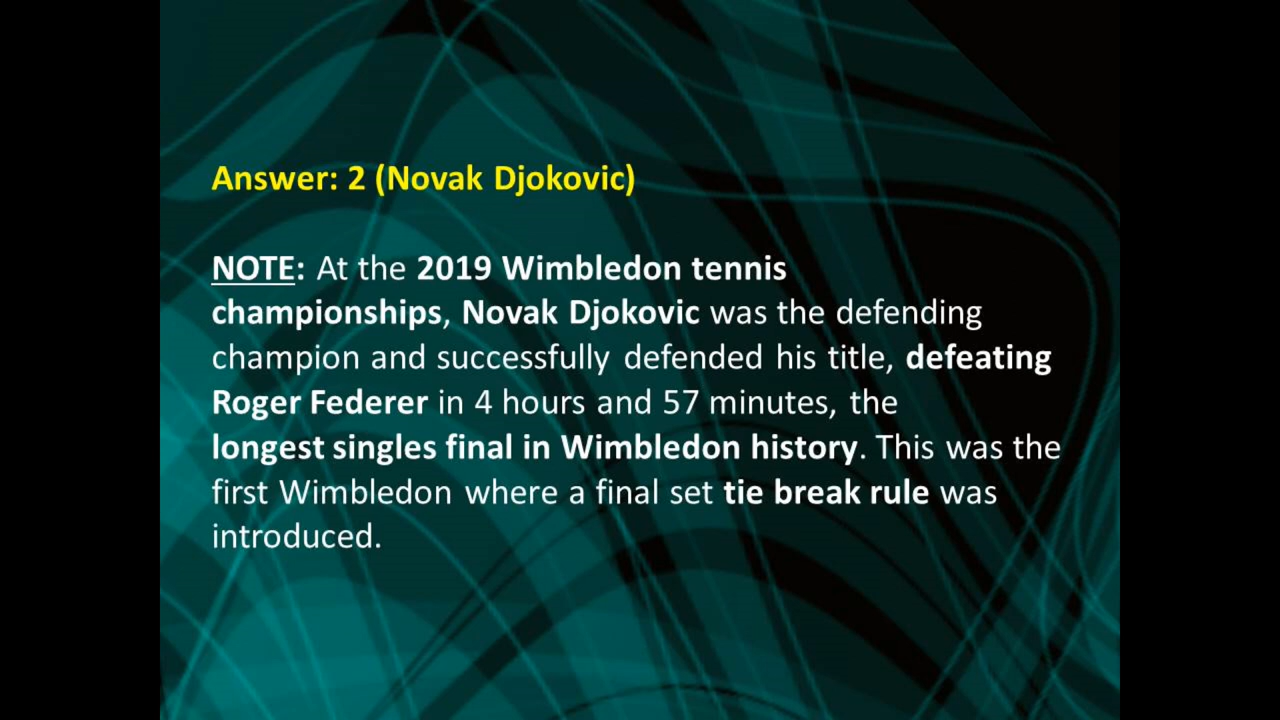 Answer: 2 (Novak Djokovic)
NOTE: At the 2019 Wimbledon tennis
championships, Novak Djokovic was the defending
champion and successfully defended his title, defeating
Roger Federer in 4 hours and 57 minutes, the
longest singles final in Wimbledon history. This was the
first Wimbledon where a final set tie break rule was
introduced.